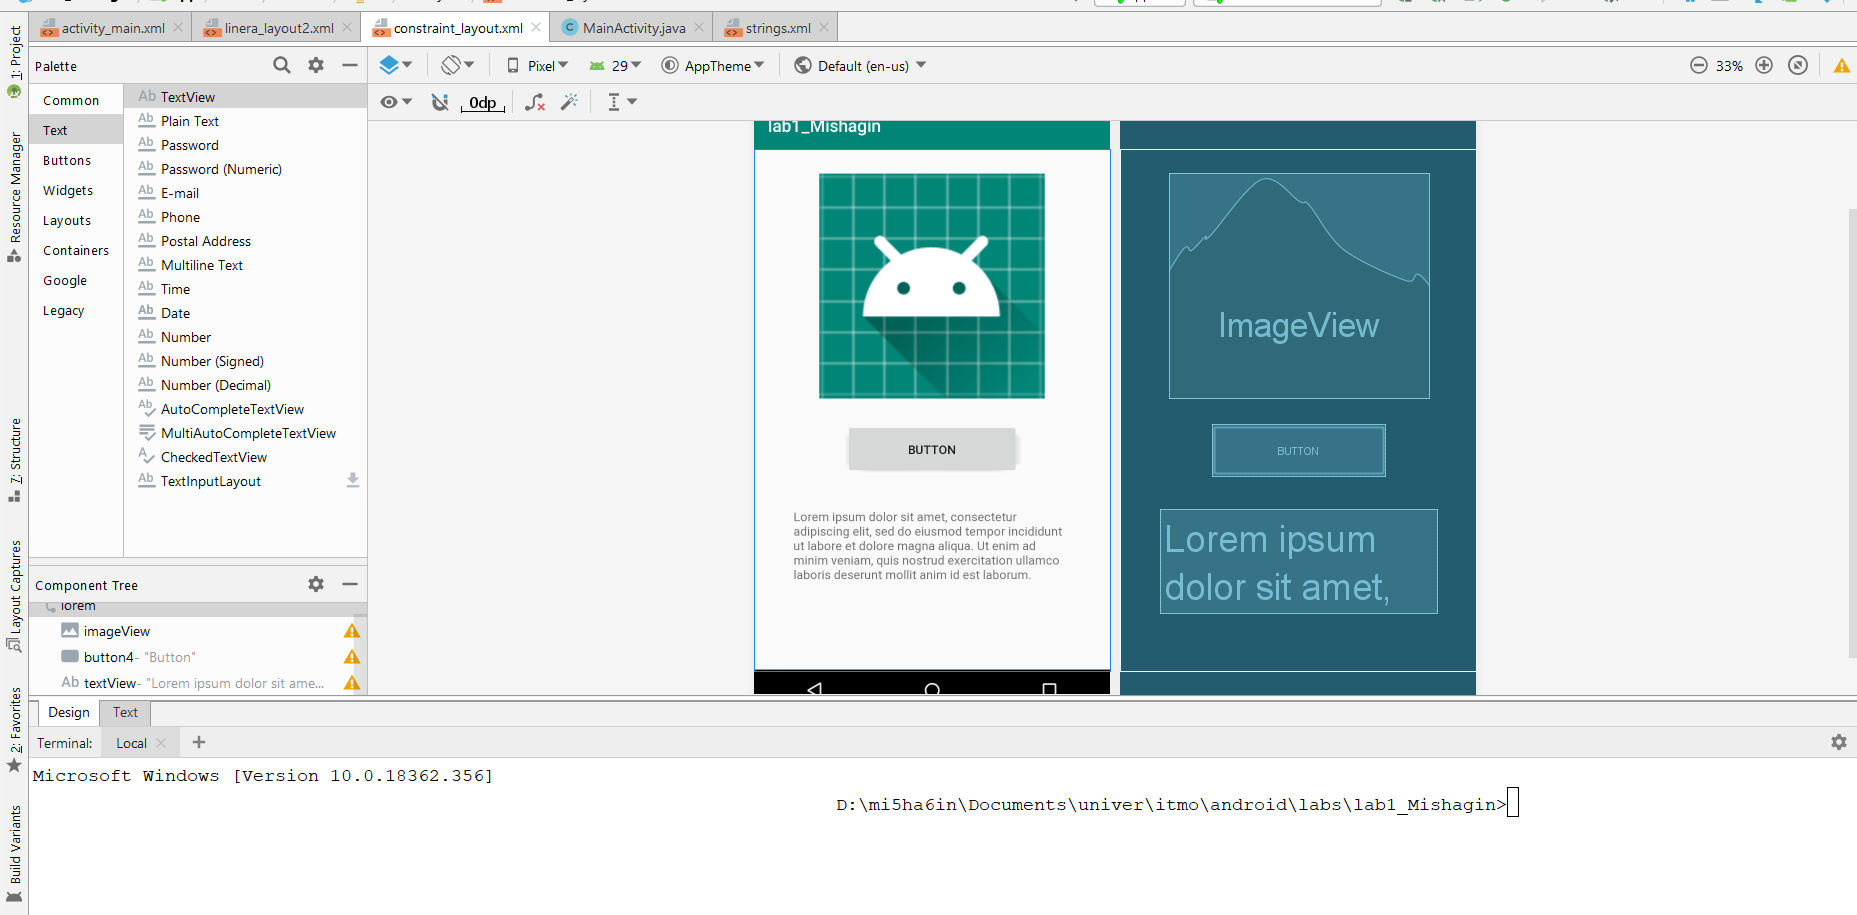 activity_main.xml
linera_layout2.xml
constraint_layout.xml
MainActivity.java
strings.xml
1: Project
Resource Manager
7: Structure
Layout Captures
2: Favorites
Build Variants
Palette
Pixel
29
AppTheme
Default (en-us)
33%
0dp
Common
Text
Buttons
Widgets
Layouts
Containers
Google
Legacy
Ab TextView
Ab Plain Text
Ab Password
Ab Password (Numeric)
Ab E-mail
Ab Phone
Ab Postal Address
Ab Multiline Text
Ab Time
Ab Date
Ab Number
Ab Number (Signed)
Ab Number (Decimal)
Ab AutoCompleteTextView
MultiAutoCompleteTextView
CheckedTextView
Ab TextInputLayout
Component Tree
lorem
imageView
button4- "Button"
Ab textView- "Lorem ipsum dolor sit ame...
lab1_Mishagin
BUTTON
Lorem ipsum dolor sit amet, consectetur
adipiscing elit, sed do eiusmod tempor incididunt
ut labore et dolore magna aliqua. Ut enim ad
minim veniam, quis nostrud exercitation ullamco
laboris deserunt mollit anim id est laborum.
ImageView
BUTTON
Lorem ipsum
dolor sit amet,
Design
Text
Terminal:
Local
Microsoft Windows [Version 10.0.18362.356]
D:\mi5ha6in\Documents\univer\itmo\android\labs\lab1_Mishagin>